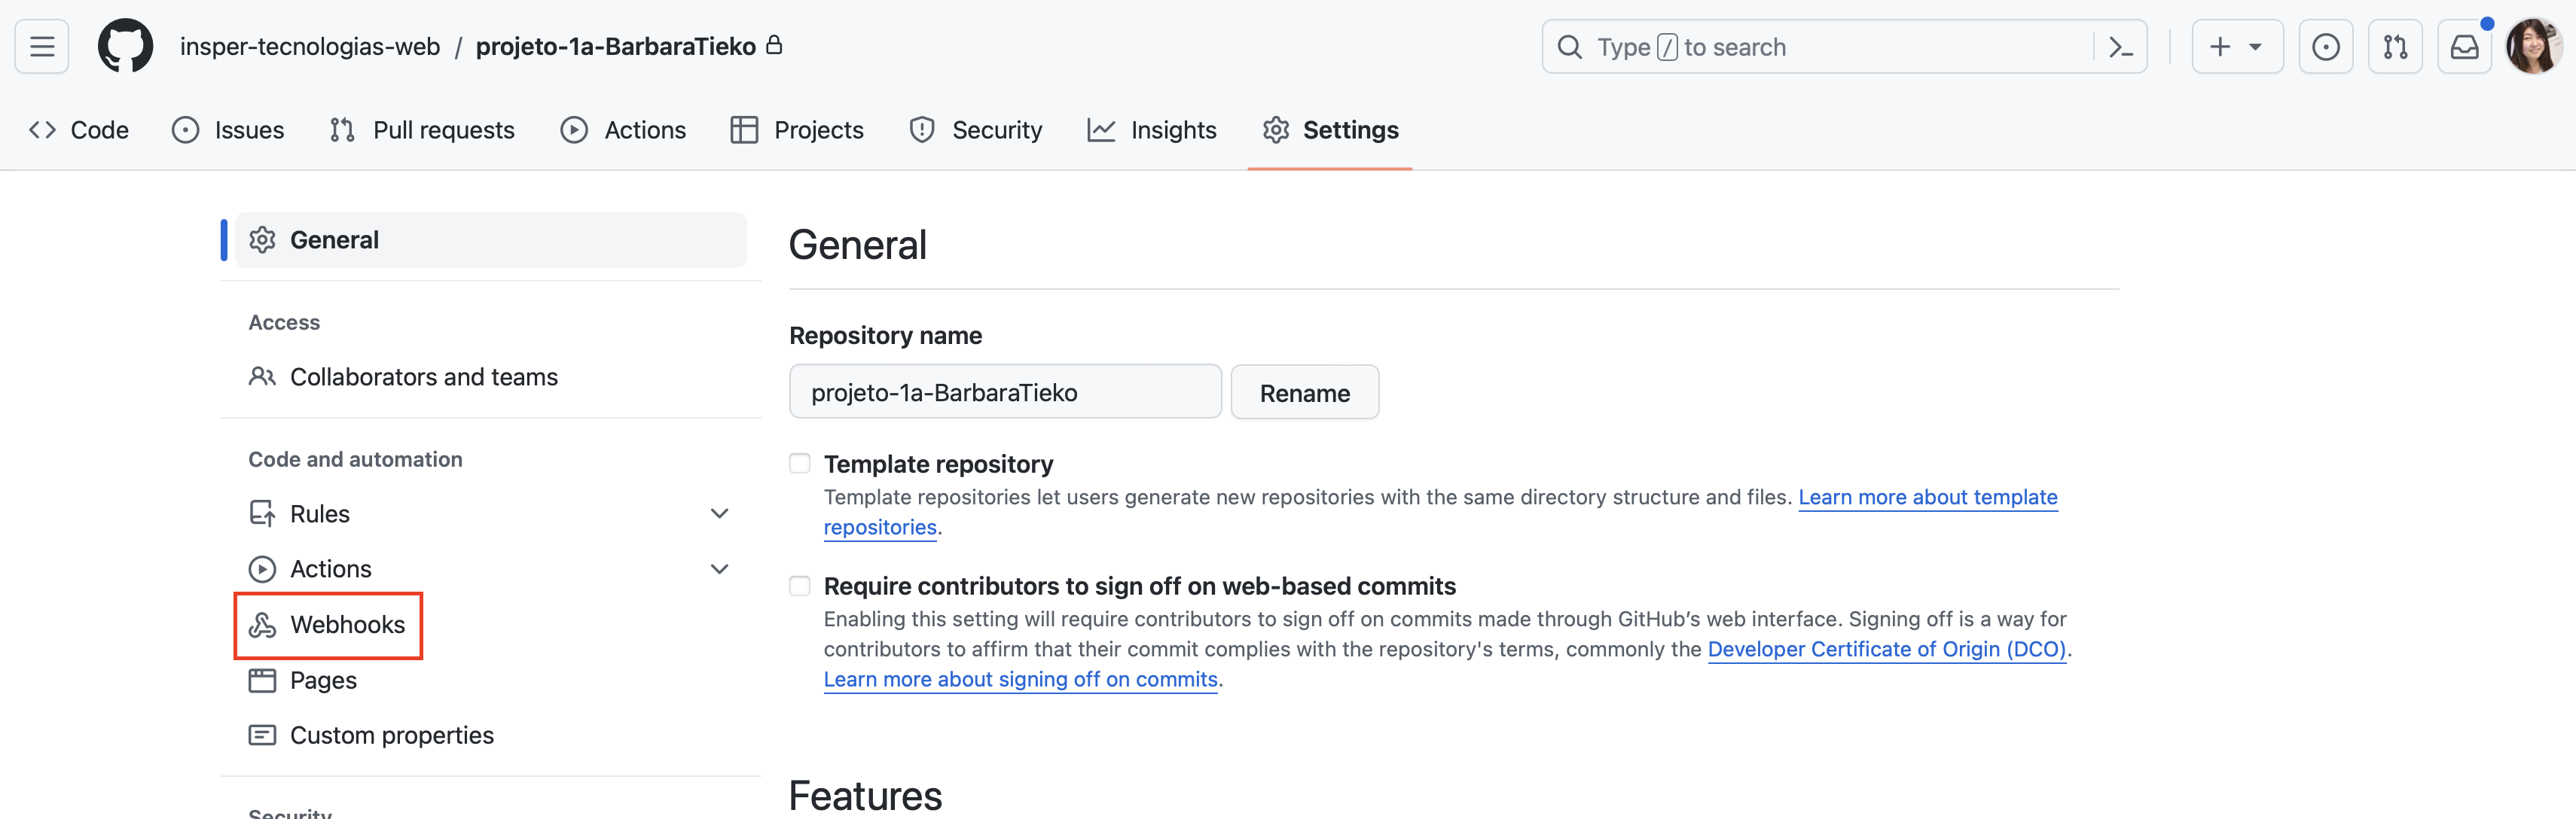 insper-tecnologias-web / projeto-1a-BarbaraTieko
Type / to search
Code Issues Pull requests Actions Projects Security Insights Settings
General
Access
Collaborators and teams
Code and automation
Rules
Actions
Webhooks
Pages
Custom properties
Security
General
Repository name
projeto-1a-BarbaraTieko Rename
Template repository
Template repositories let users generate new repositories with the same directory structure and files. Learn more about template
repositories.
Require contributors to sign off on web-based commits
Enabling this setting will require contributors to sign off on commits made through GitHub’s web interface. Signing off is a way for
contributors to affirm that their commit complies with the repository's terms, commonly the Developer Certificate of Origin (DCO).
Learn more about signing off on commits.
Features